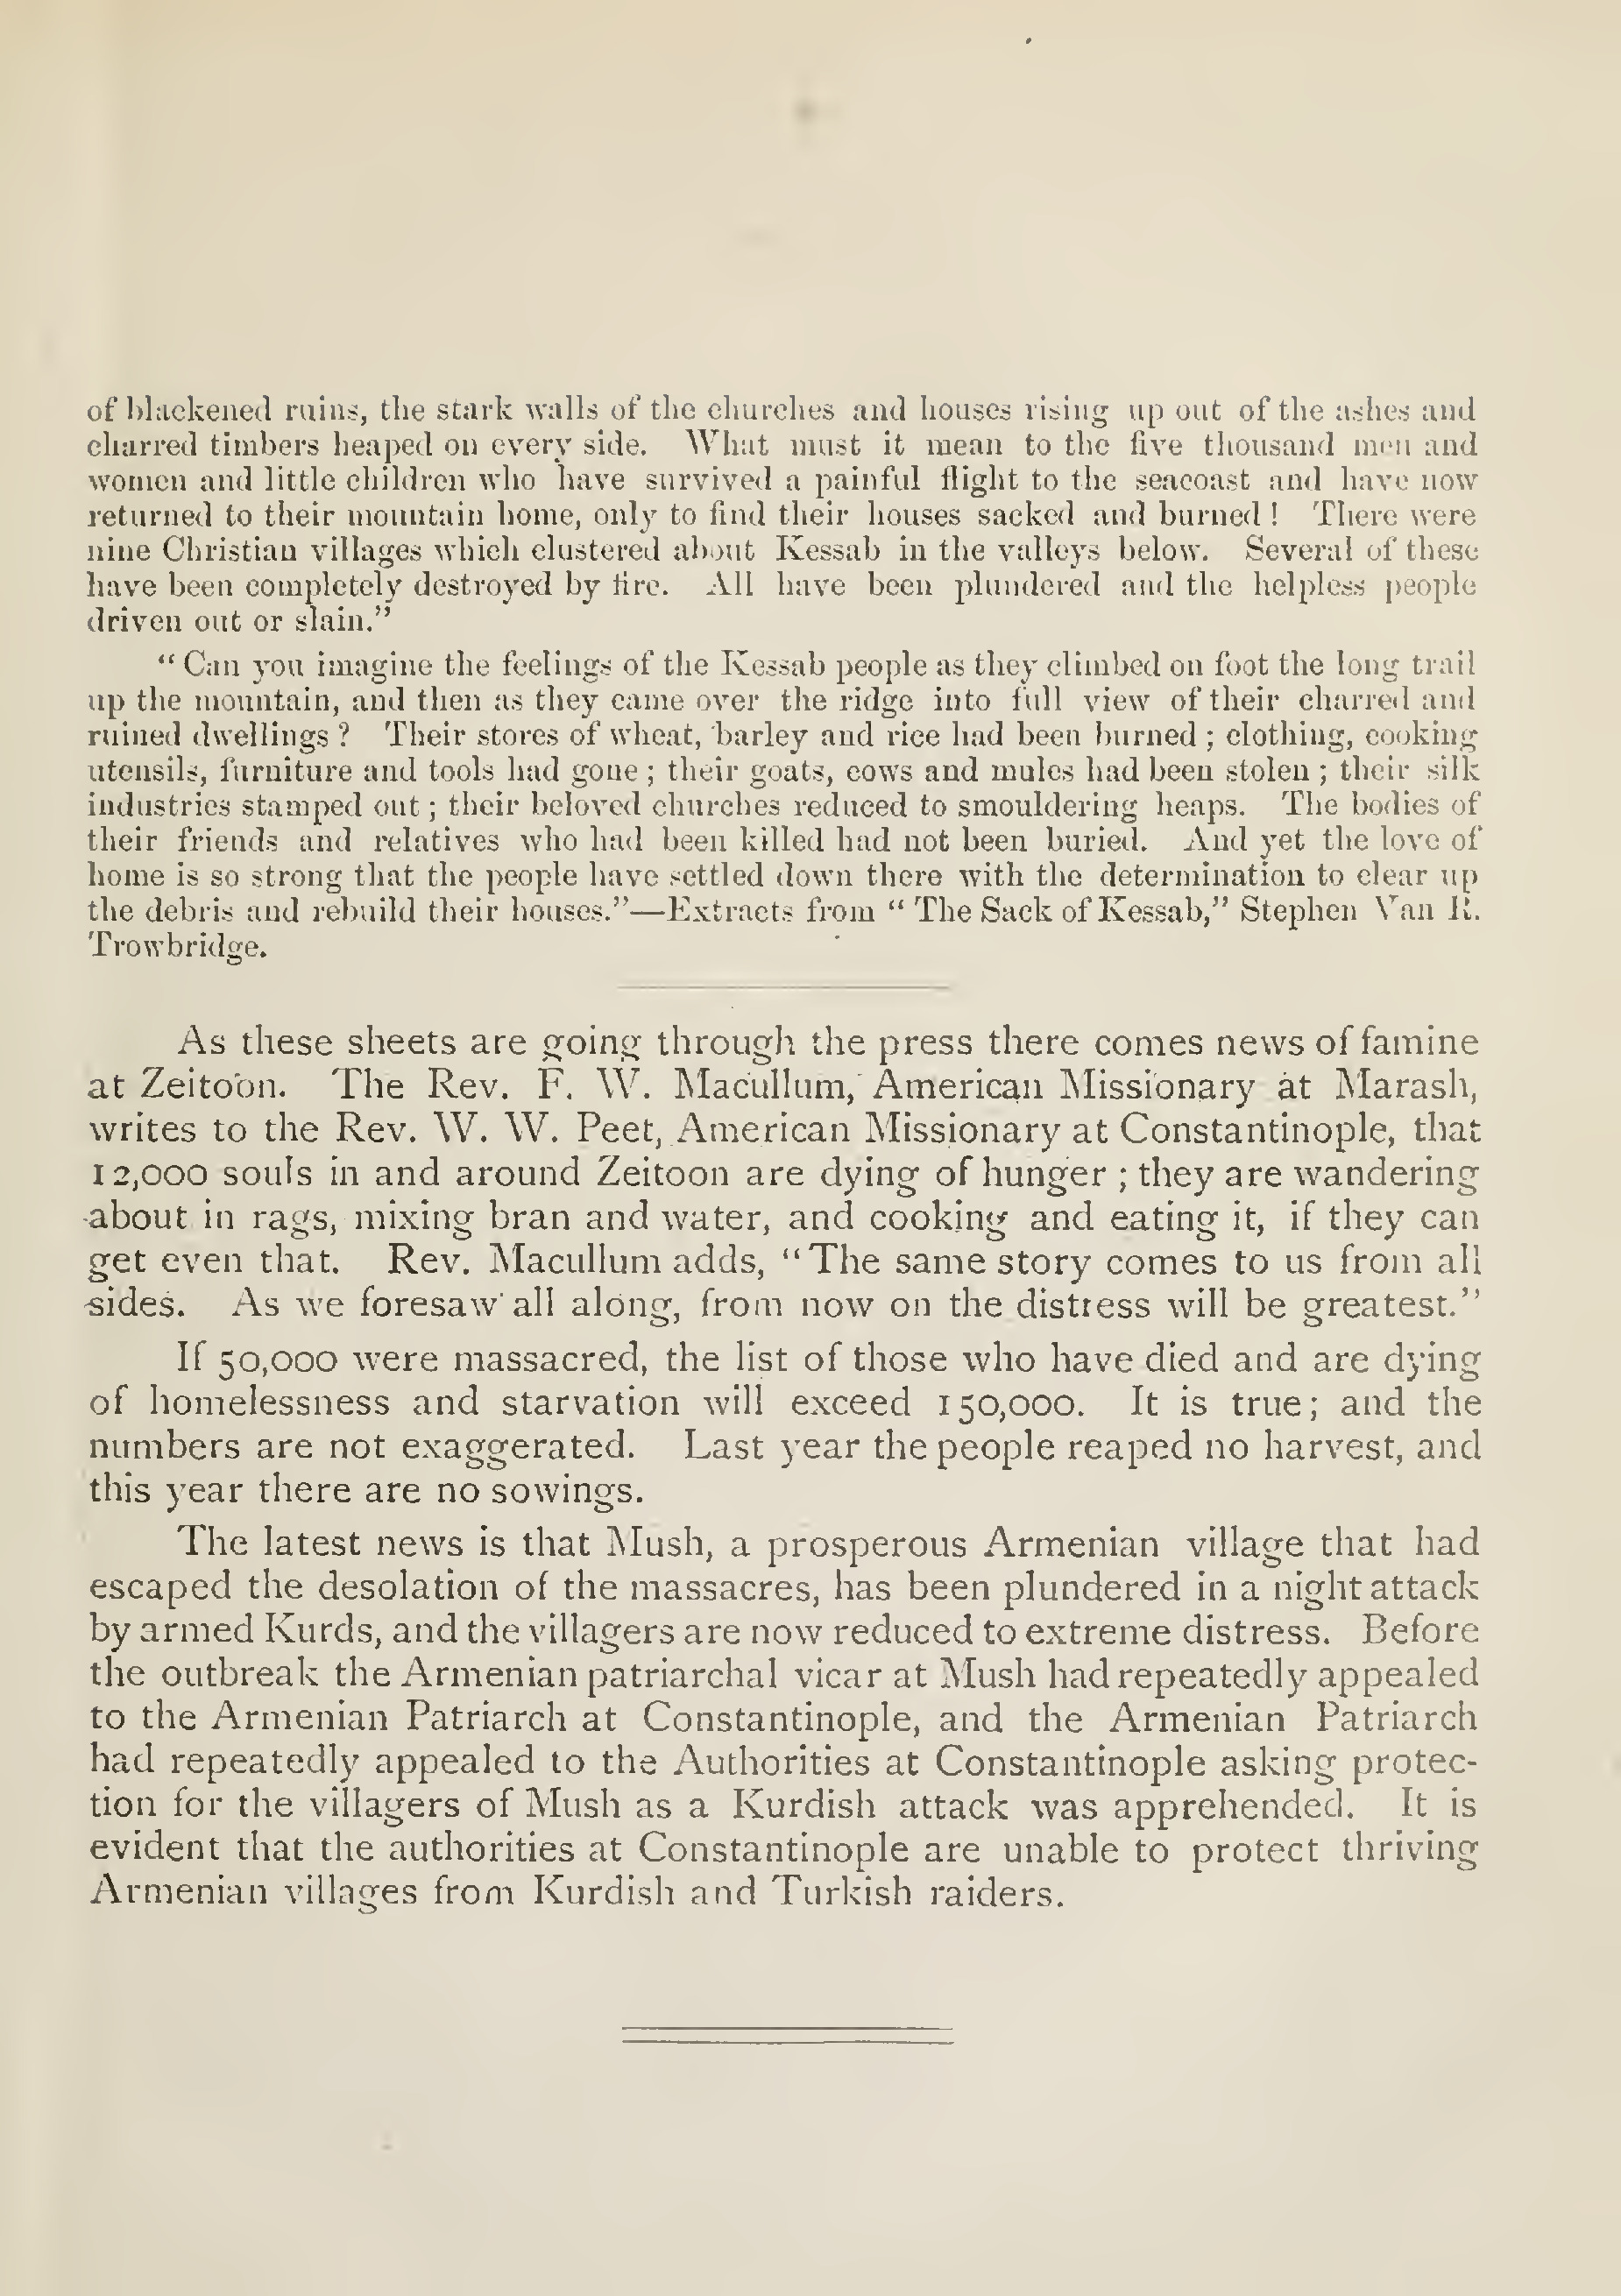 of blackened ruins, the stark walls of the churches and houses rising up out of the ashes and
charred timbers heaped on every side. What must it mean to the five thousand men and
women and little children who have survived a painful flight to the seacoast and have now
returned to their mountain home, only to find their houses sacked and burned ! There were
nine Christian villages which clustered about Kessab in the valleys below. Several of these
have been completely destroyed by fire. All have been plundered and the helpless people
driven out or slain.”
“ Can you imagine the feelings of the Kessab people as they climbed on foot the long trail
up the mountain, and then as they came over the ridge into full view of their charred and
ruined dwellings ? Their stores of wheat, barley and rice had been burned ; clothing, cooking
utensils, furniture and tools had gone ; their goats, cows and mules had been stolen ; their silk
industries stamped out ; their beloved churches reduced to smouldering heaps. The bodies of
their friends and relatives who had been killed had not been buried. And yet the love of
home is so strong that the people have settled down there with the determination to clear up
the debris and rebuild their houses.”—Extracts from “ The Sack of Kessab,” Stephen Van R.
Trowbridge.
As these sheets are going through the press there comes news of famine
at Zeitoon. The Rev. F. W. Macullum, American Missionary at Marash,
writes to the Rev. W. W. Peet, American Missionary at Constantinople, that
12,000 souls in and around Zeitoon are dying of hunger ; they are wandering
about in rags, mixing bran and water, and cooking and eating it, if they can
get even that. Rev. Macullum adds, “The same story comes to us from all
sides. As we foresaw all along, from now on the distress will be greatest.”
If 50,000 were massacred, the list of those who have died and are dying
of homelessness and starvation will exceed 150,000. It is true; and the
numbers are not exaggerated. Last year the people reaped no harvest, and
this year there are no sowings.
The latest news is that Mush, a prosperous Armenian village that had
escaped the desolation of the massacres, has been plundered in a night attack
by armed Kurds, and the villagers are now reduced to extreme distress. Before
the outbreak the Armenian patriarchal vicar at Mush had repeatedly appealed
to the Armenian Patriarch at Constantinople, and the Armenian Patriarch
had repeatedly appealed to the Authorities at Constantinople asking protec-
tion for the villagers of Mush as a Kurdish attack was apprehended. It is
evident that the authorities at Constantinople are unable to protect thriving
Armenian villages from Kurdish and Turkish raiders.